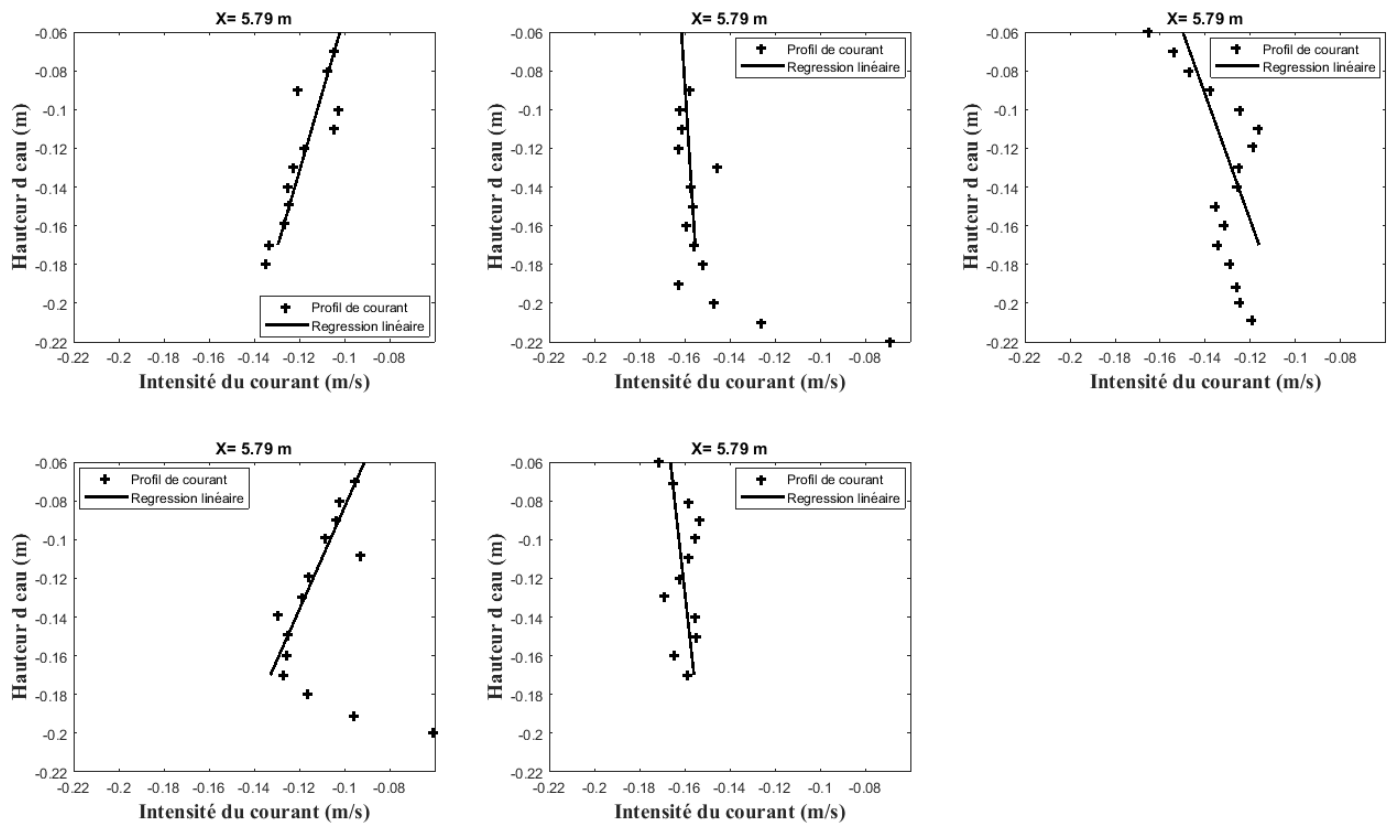 X= 5.79 m
-0.06
-0.08
-0.1
-0.12
-0.14
-0.16
-0.18
-0.2
-0.22
Hauteur d eau (m)
Profil de courant
Regression linéaire
-0.22 -0.2 -0.18 -0.16 -0.14 -0.12 -0.1 -0.08
Intensité du courant (m/s)
X= 5.79 m
-0.06
-0.08
-0.1
-0.12
-0.14
-0.16
-0.18
-0.2
-0.22
Hauteur d eau (m)
Profil de courant
Regression linéaire
-0.22 -0.2 -0.18 -0.16 -0.14 -0.12 -0.1 -0.08
Intensité du courant (m/s)
X= 5.79 m
-0.06
-0.08
-0.1
-0.12
-0.14
-0.16
-0.18
-0.2
-0.22
Hauteur d eau (m)
Profil de courant
Regression linéaire
-0.22 -0.2 -0.18 -0.16 -0.14 -0.12 -0.1 -0.08
Intensité du courant (m/s)
X= 5.79 m
-0.06
-0.08
-0.1
-0.12
-0.14
-0.16
-0.18
-0.2
-0.22
Hauteur d eau (m)
Profil de courant
Regression linéaire
-0.22 -0.2 -0.18 -0.16 -0.14 -0.12 -0.1 -0.08
Intensité du courant (m/s)
X= 5.79 m
-0.06
-0.08
-0.1
-0.12
-0.14
-0.16
-0.18
-0.2
-0.22
Hauteur d eau (m)
Profil de courant
Regression linéaire
-0.22 -0.2 -0.18 -0.16 -0.14 -0.12 -0.1 -0.08
Intensité du courant (m/s)